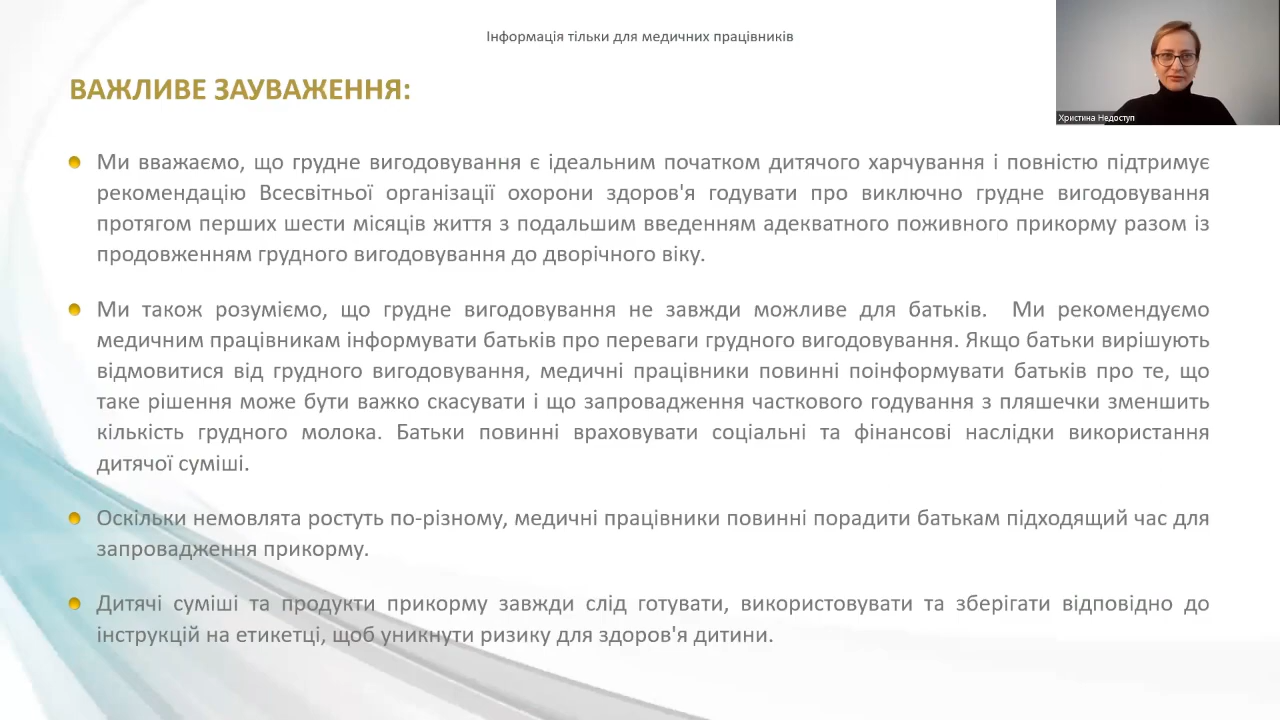 Інформація тільки для медичних працівників
Христина Недоступ
ВАЖЛИВЕ ЗАУВАЖЕННЯ:
Ми вважаємо, що грудне вигодовування є ідеальним початком дитячого харчування і повністю підтримує
рекомендацію Всесвітньої організації охорони здоров'я годувати про виключно грудне вигодовування
протягом перших шести місяців життя з подальшим введенням адекватного поживного прикорму разом із
продовженням грудного вигодовування до дворічного віку.
Ми також розуміємо, що грудне вигодовування не завжди можливе для батьків. Ми рекомендуємо
медичним працівникам інформувати батьків про переваги грудного вигодовування. Якщо батьки вирішують
відмовитися від грудного вигодовування, медичні працівники повинні поінформувати батьків про те, що
таке рішення може бути важко скасувати і що запровадження часткового годування з пляшечки зменшить
кількість грудного молока. Батьки повинні враховувати соціальні та фінансові наслідки використання
дитячої суміші.
Оскільки немовлята ростуть по-різному, медичні працівники повинні порадити батькам підходящий час для
запровадження прикорму.
Дитячі суміші та продукти прикорму завжди слід готувати, використовувати та зберігати відповідно до
інструкцій на етикетці, щоб уникнути ризику для здоров'я дитини.